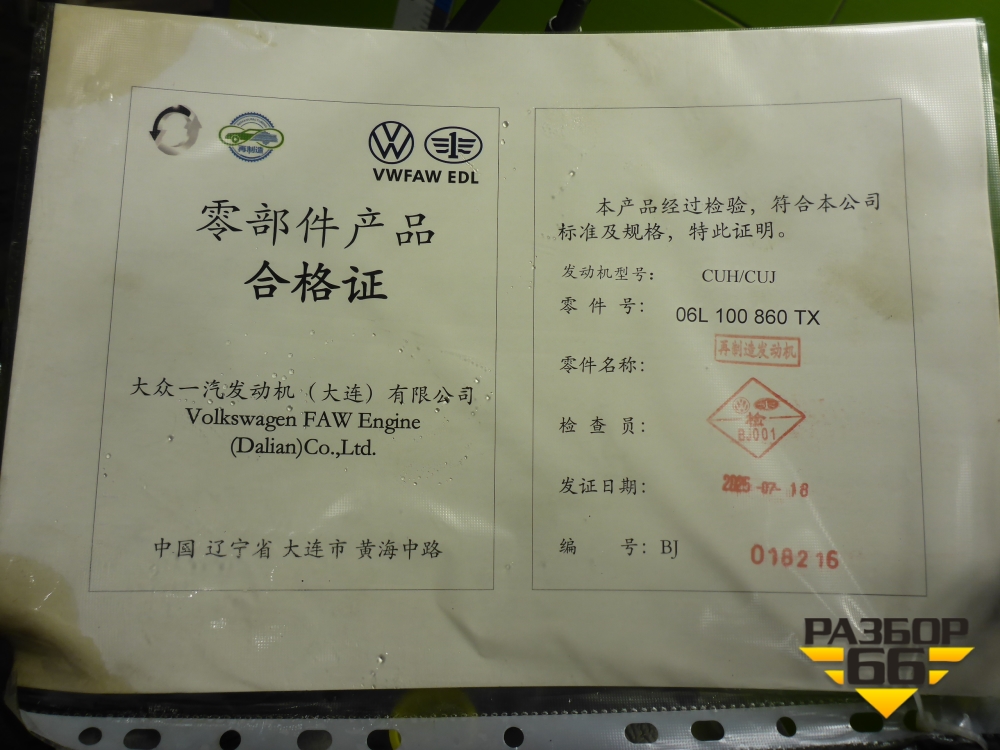 再制造
VWFAW EDL
零部件产品
合格证
大众一汽发动机（大连）有限公司
Volkswagen FAW Engine
(Dalian)Co.,Ltd.
中国 辽宁省 大连市 黄海中路
本产品经过检验，符合本公司
标准及规格，特此证明。
发动机型号： CUH/CUJ
零 件 号： 06L 100 860 TX
零件名称： 再制造发动机
检 查 员： 检
BJ001
发证日期： 2025-07-18
编 号：BJ 018216
РАЗБОР
66